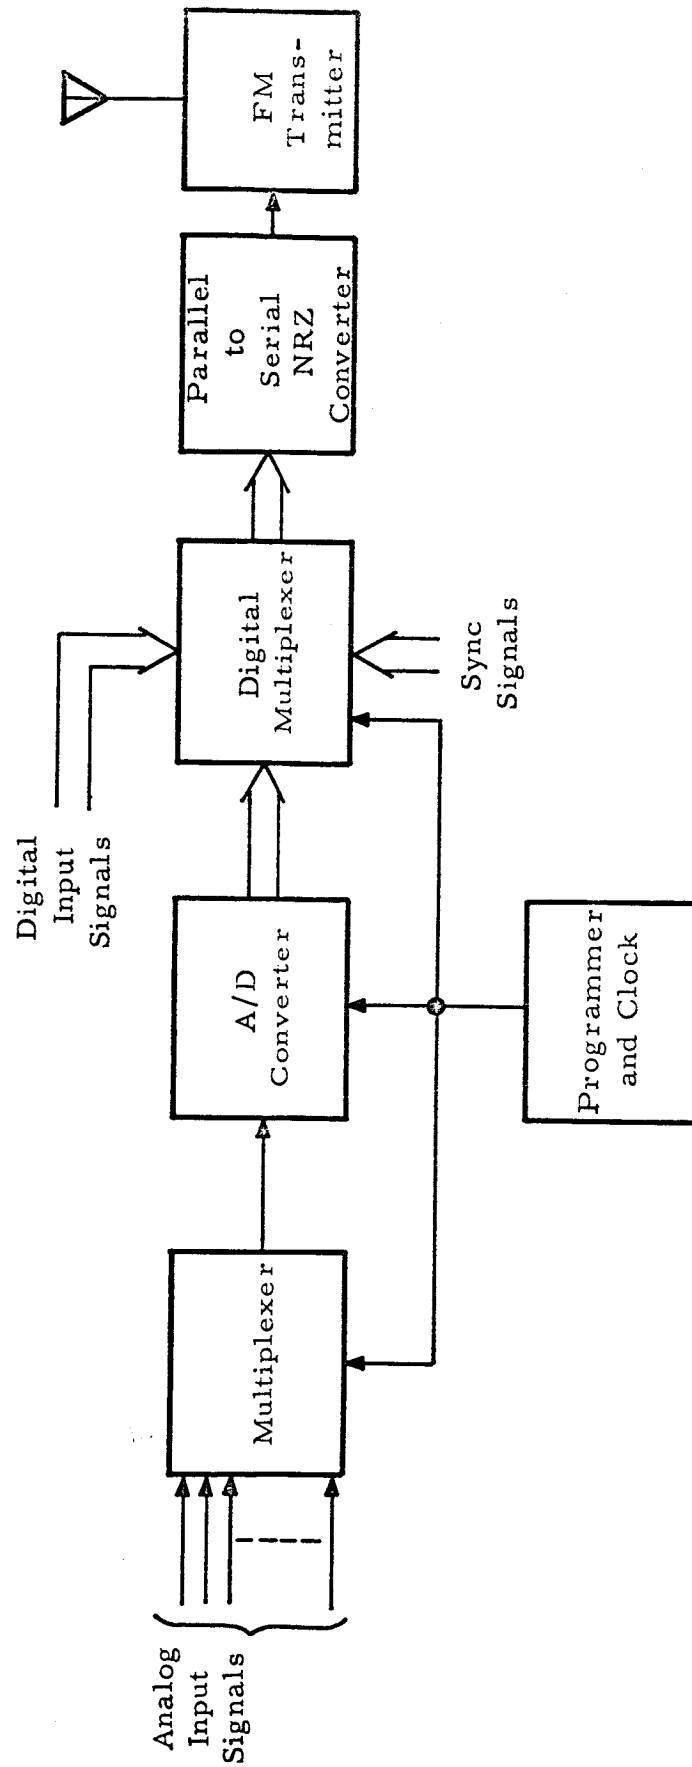 Analog
Input
Signals
Multiplexer
A/D
Converter
Digital
Input
Signals
Digital
Multiplexer
Sync
Signals
Programmer
and Clock
Parallel
to
Serial
NRZ
Converter
FM
Trans-
mitter